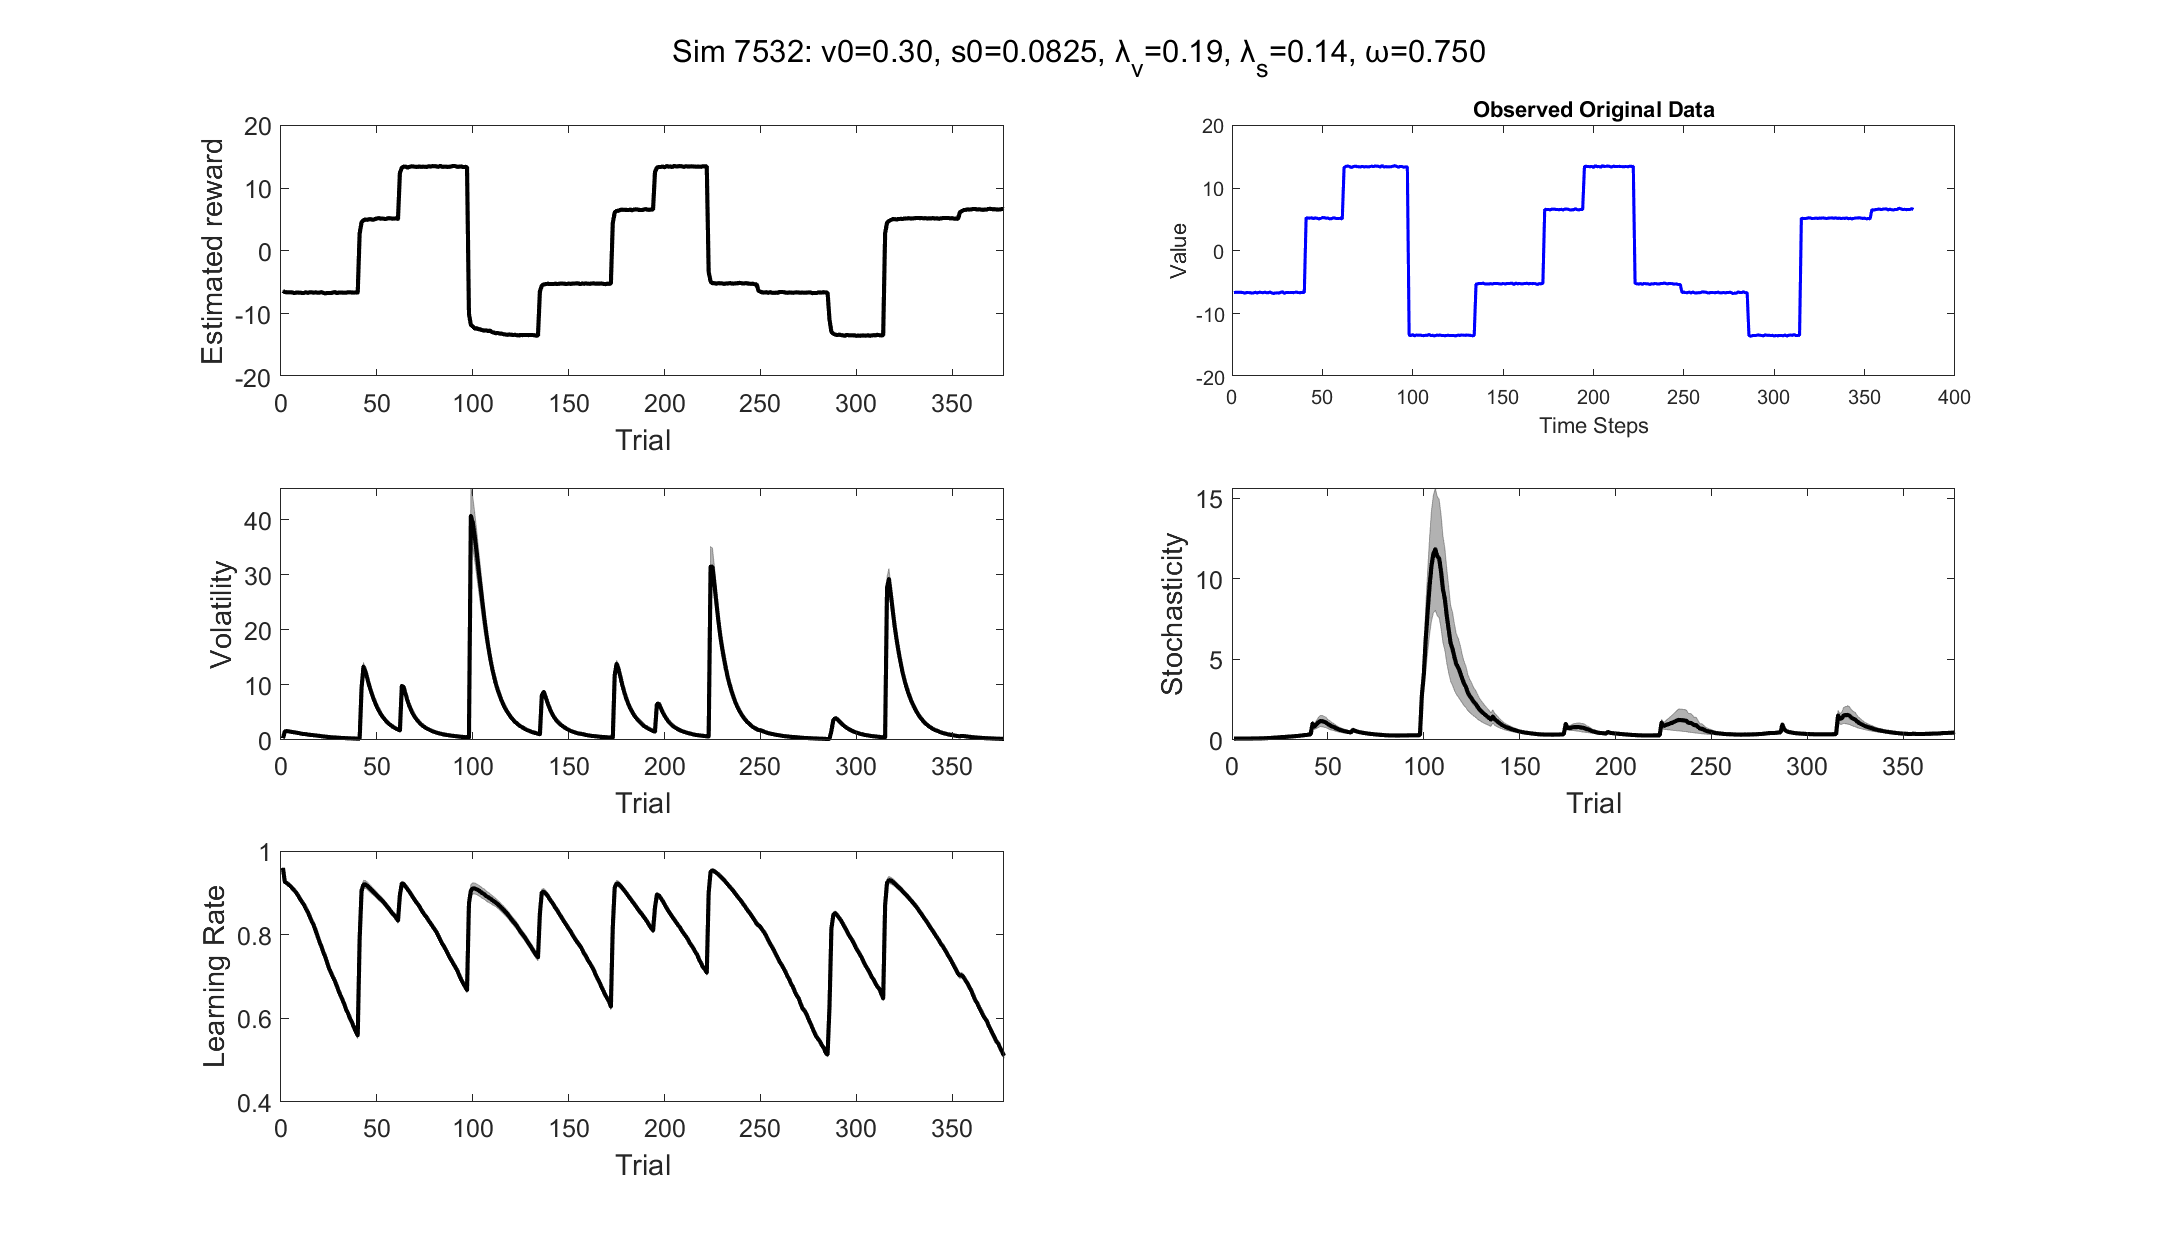 Sim 7532: v0=0.30, s0=0.0825, λ_v=0.19, λ_s=0.14, ω=0.750
Estimated reward
20
10
0
-10
-20
0 50 100 150 200 250 300 350
Trial
Observed Original Data
Value
20
10
0
-10
-20
0 50 100 150 200 250 300 350 400
Time Steps
Volatility
40
30
20
10
0
0 50 100 150 200 250 300 350
Trial
Stochasticity
15
10
5
0
0 50 100 150 200 250 300 350
Trial
Learning Rate
1
0.8
0.6
0.4
0 50 100 150 200 250 300 350
Trial